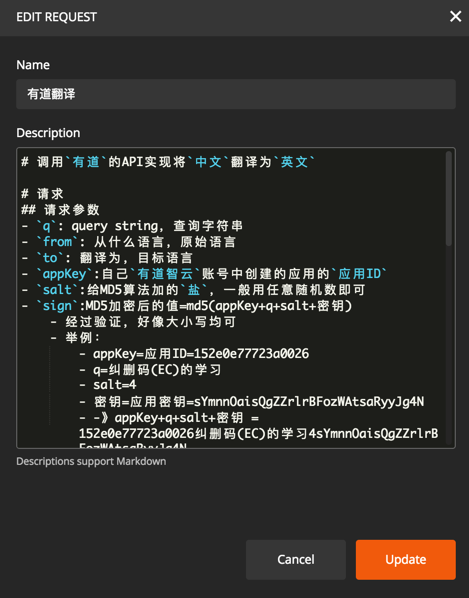 EDIT REQUEST
Name
有道翻译
Description
# 调用`有道`的API实现将`中文`翻译为`英文`
# 请求
## 请求参数
- `q`: query string，查询字符串
- `from`: 从什么语言，原始语言
- `to`: 翻译为，目标语言
- `appKey`:自己`有道智云`账号中创建的应用的`应用ID`
- `salt`:给MD5算法加的`盐`，一般用任意随机数即可
- `sign`:MD5加密后的值=md5(appKey+q+salt+密钥)
- 经过验证，好像大小写均可
- 举例：
- appKey=应用ID=152e0e77723a0026
- q=纠删码(EC)的学习
- salt=4
- 密钥=应用密钥=sYmnnOaisQgZZrlrBFozWAtsaRyyJg4N
- -》appKey+q+salt+密钥 =
152e0e77723a0026纠删码(EC)的学习4sYmnnOaisQgZZrlrB
FozWAtsaRyyJg4N
Descriptions support Markdown
Cancel
Update